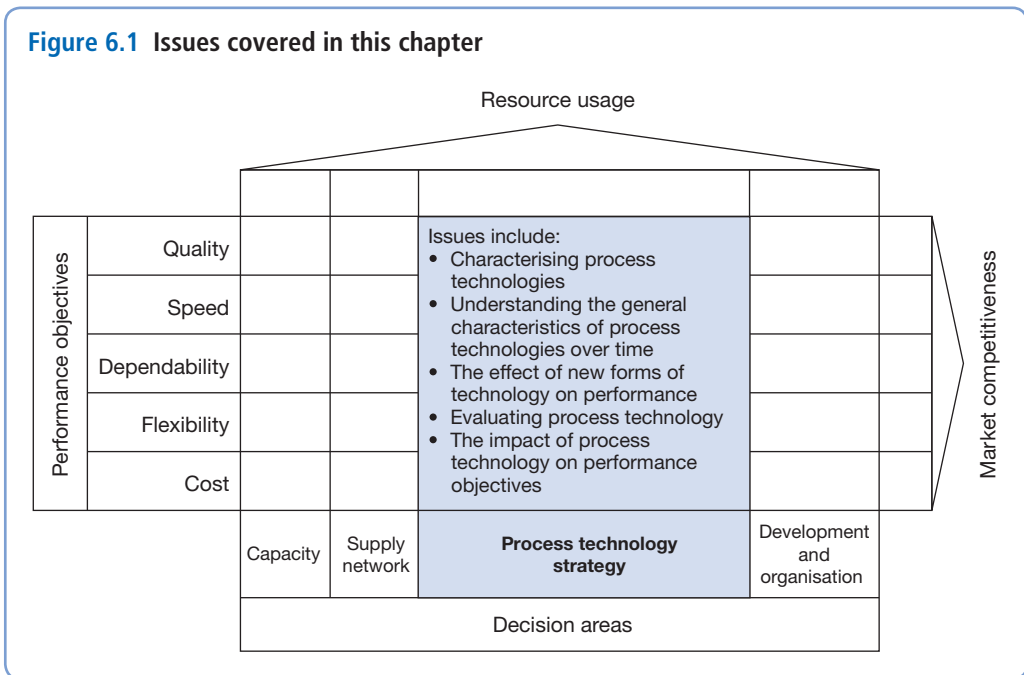 Figure 6.1 Issues covered in this chapter
Resource usage
Performance objectives
Quality
Speed
Dependability
Flexibility
Cost
Issues include:
• Characterising process
technologies
• Understanding the general
characteristics of process
technologies over time
• The effect of new forms of
technology on performance
• Evaluating process technology
• The impact of process
technology on performance
objectives
Market competitiveness
Capacity
Supply
network
Process technology
strategy
Development
and
organisation
Decision areas